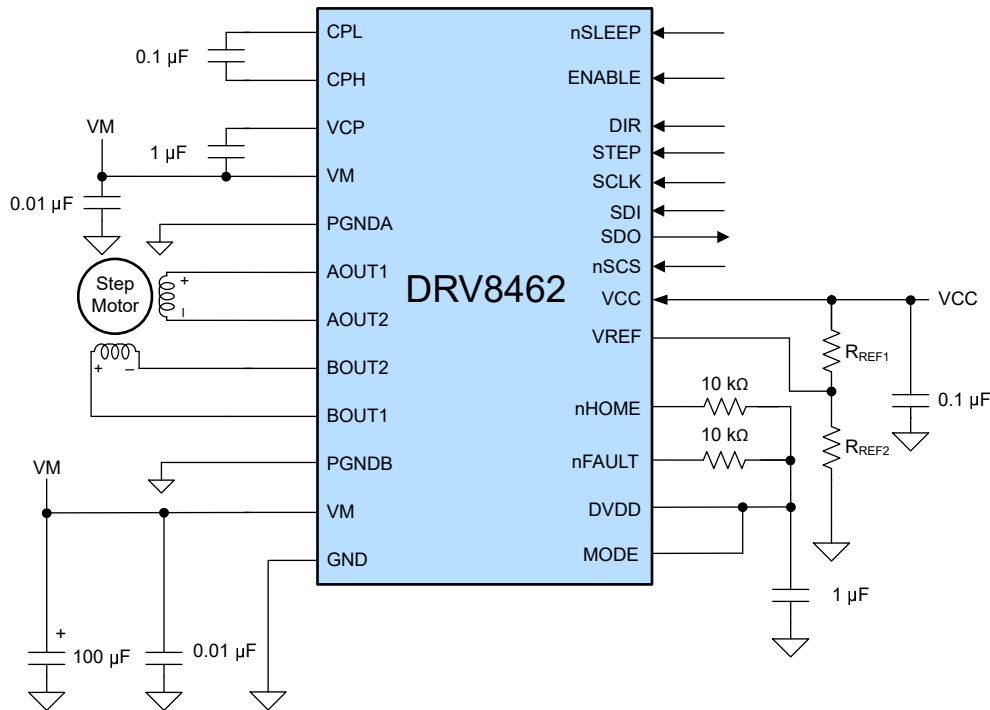 CPL
nSLEEP
0.1 µF
CPH
ENABLE
VM
VCP
DIR
1 µF
STEP
VM
SCLK
0.01 µF
SDI
PGNDA
SDO
nSCS
Step
Motor
+
–
AOUT1
DRV8462
VCC
VCC
AOUT2
VREF
RREF1
+
–
BOUT2
10 kΩ
0.1 µF
BOUT1
nHOME
10 kΩ
RREF2
VM
PGNDB
nFAULT
VM
DVDD
GND
MODE
1 µF
+
100 µF
0.01 µF